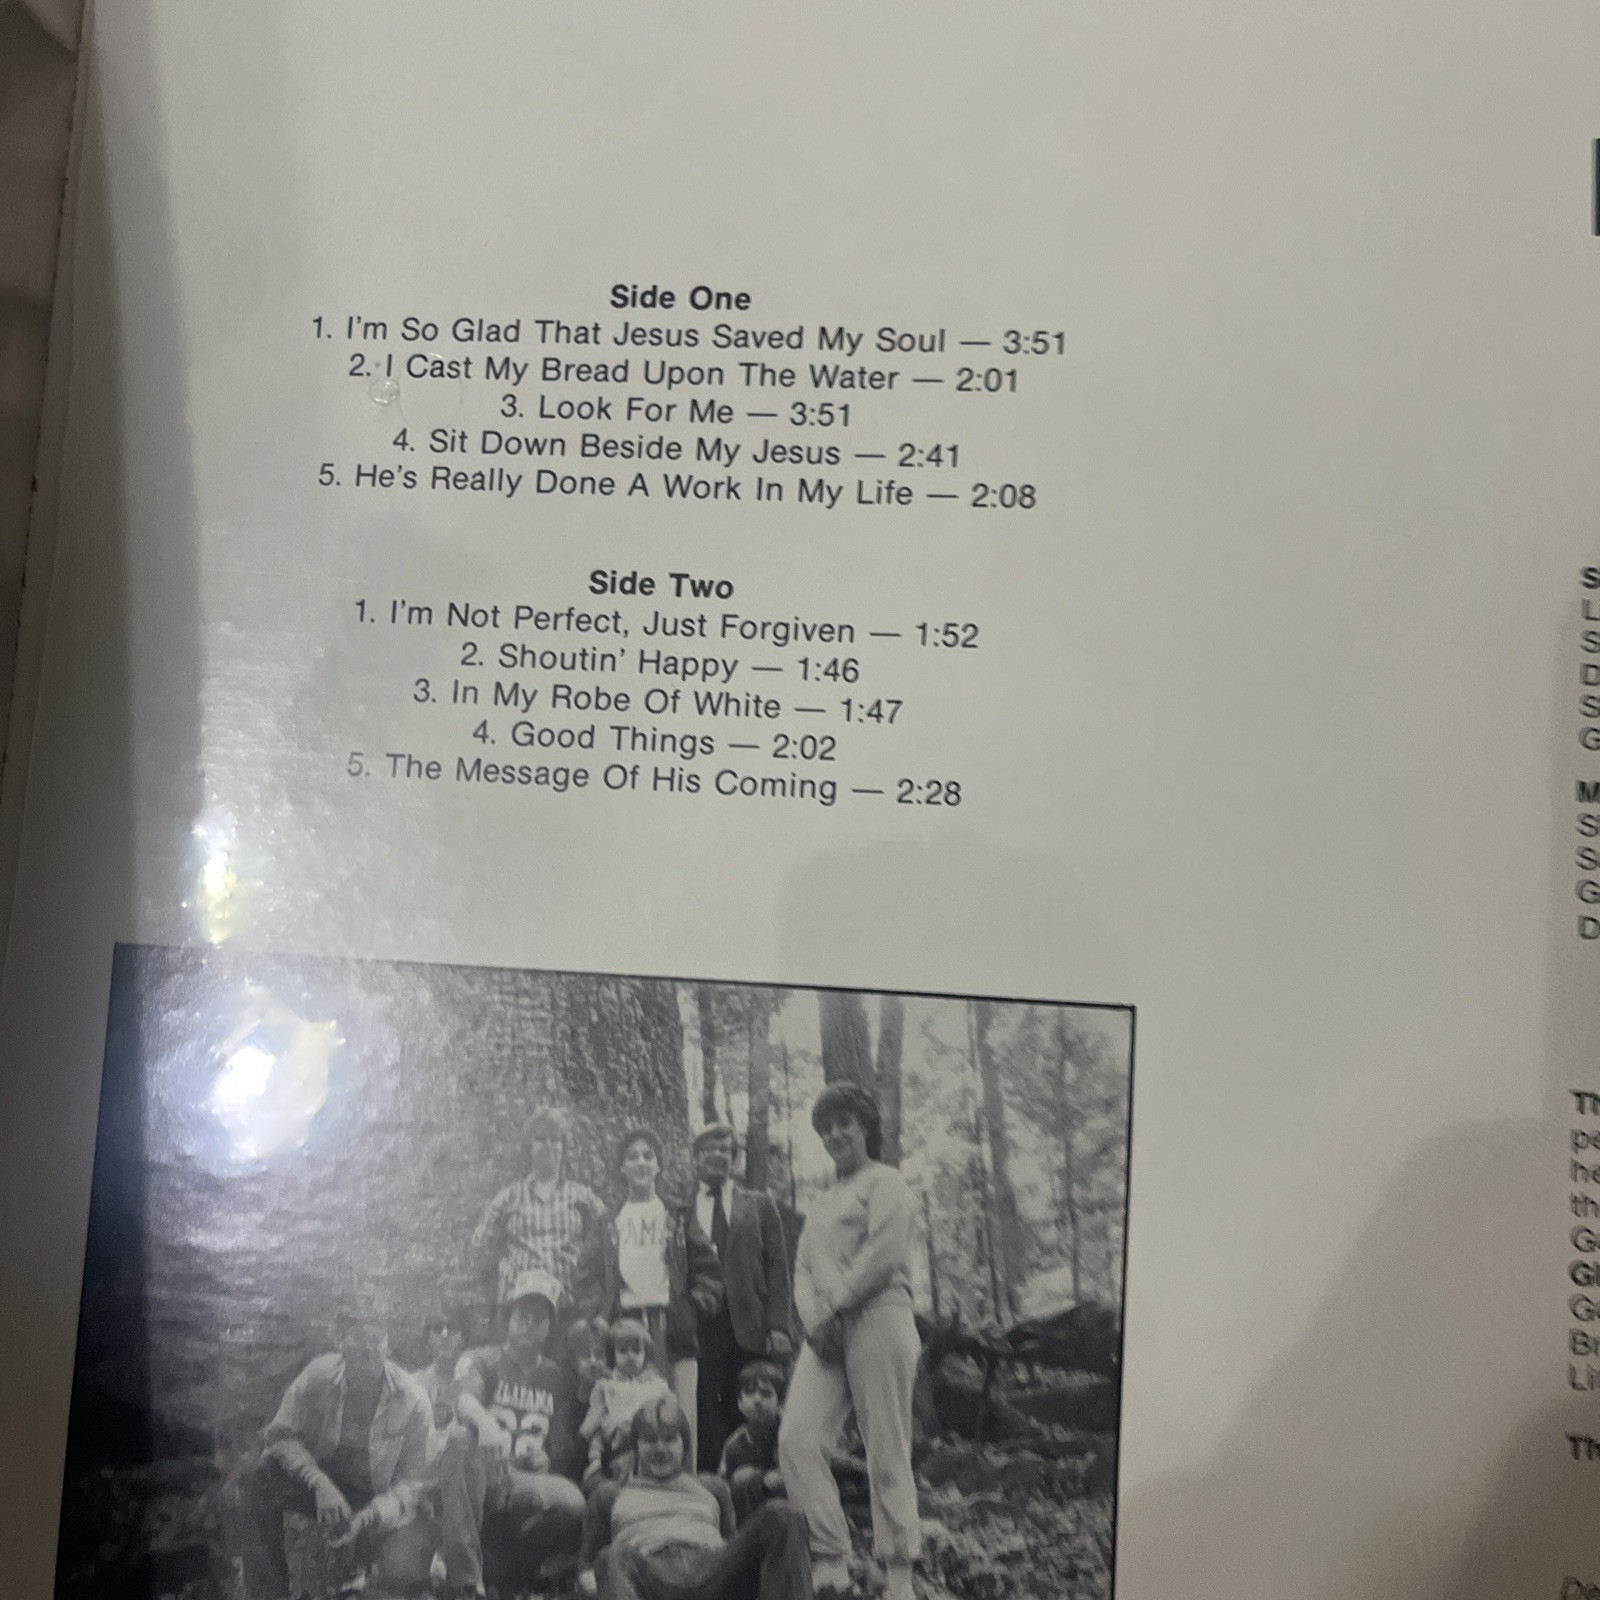 Side One
1. I'm So Glad That Jesus Saved My Soul — 3:51
2. I Cast My Bread Upon The Water — 2:01
3. Look For Me — 3:51
4. Sit Down Beside My Jesus — 2:41
5. He's Really Done A Work In My Life — 2:08
Side Two
1. I'm Not Perfect, Just Forgiven — 1:52
2. Shoutin' Happy — 1:46
3. In My Robe Of White — 1:47
4. Good Things — 2:02
5. The Message Of His Coming — 2:28